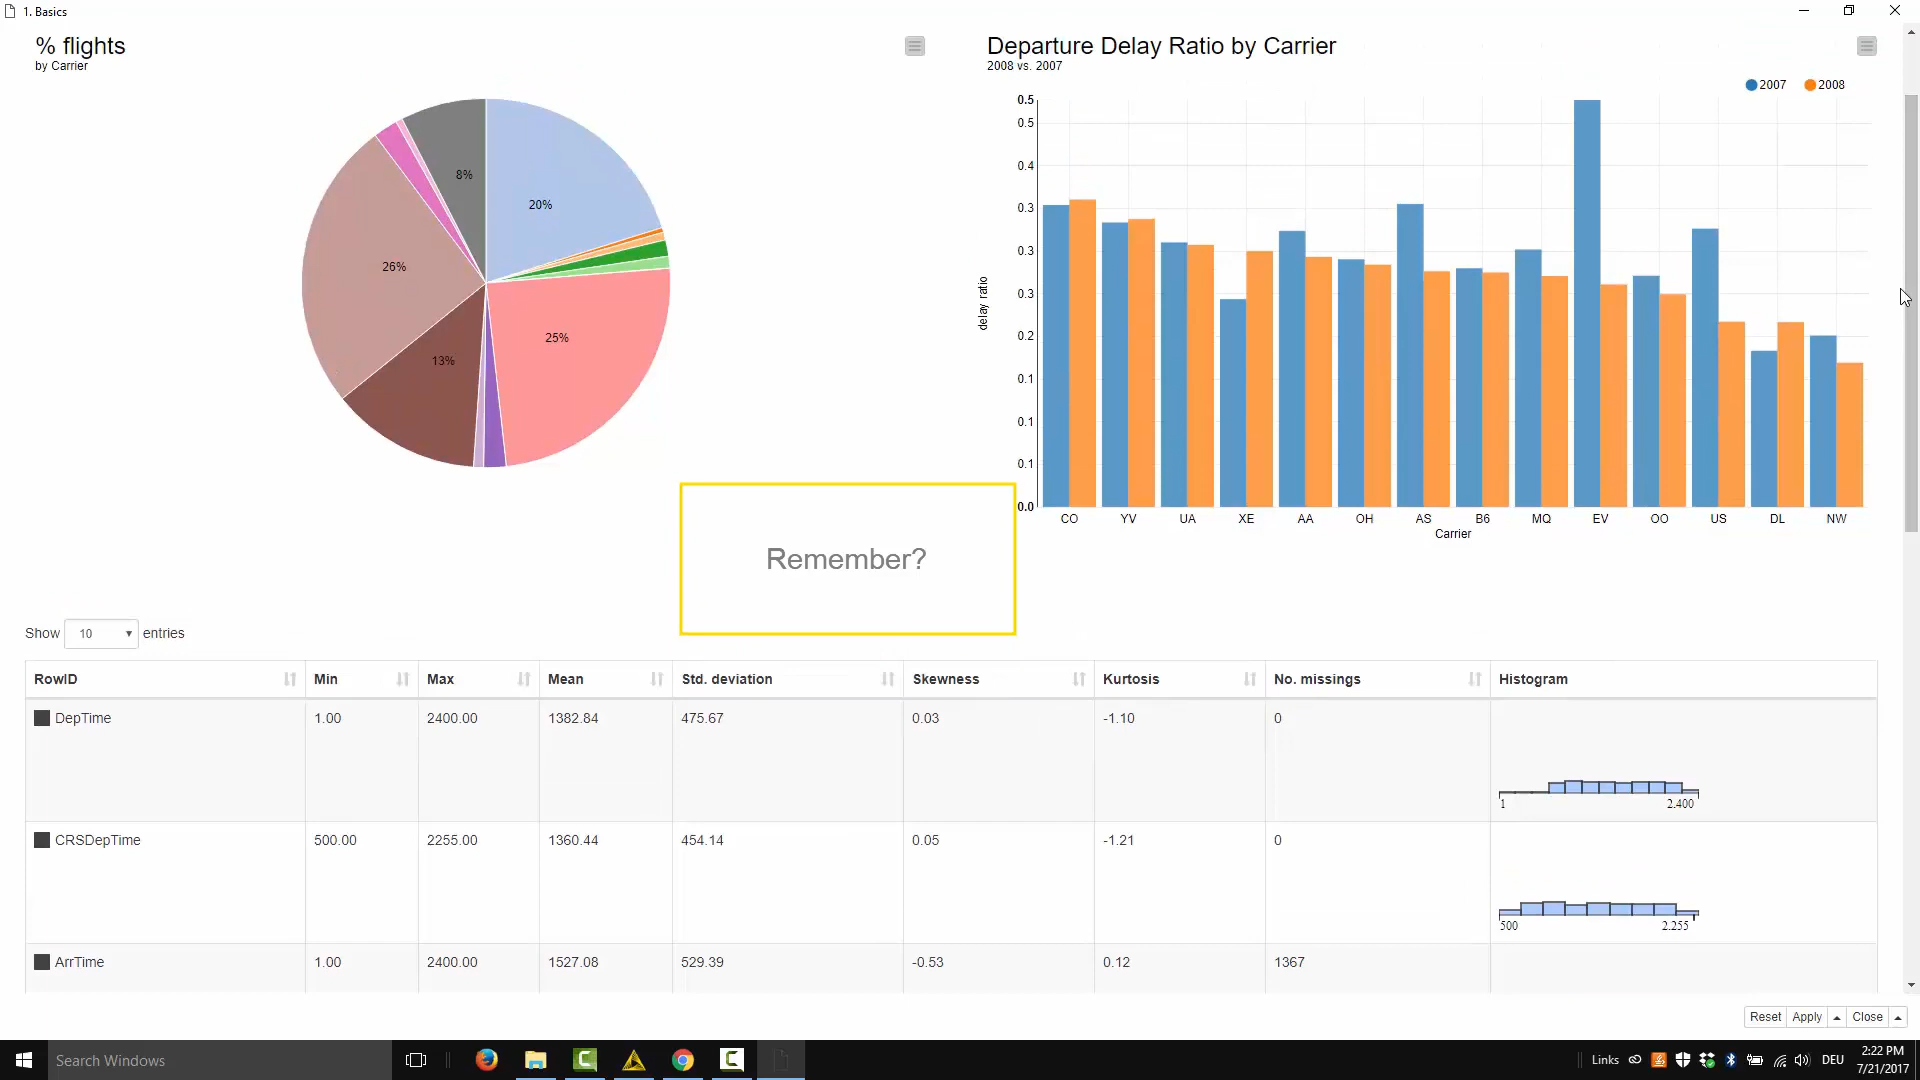 1. Basics
% flights
by Carrier
8%
20%
26%
25%
13%
Departure Delay Ratio by Carrier
2008 vs. 2007
2007 2008
0.5
0.5
0.4
0.3
0.3
0.3
0.2
0.1
0.1
0.1
0.0
delay ratio
CO YV UA XE AA OH AS B6 MQ EV OO US DL NW
Carrier
Remember?
Show 10 entries
RowID Min Max Mean Std. deviation Skewness Kurtosis No. missings Histogram
DepTime 1.00 2400.00 1382.84 475.67 0.03 -1.10 0
1 2.400
CRSDepTime 500.00 2255.00 1360.44 454.14 0.05 -1.21 0
500 2.255
ArrTime 1.00 2400.00 1527.08 529.39 -0.53 0.12 1367
Reset Apply Close
Search Windows
Links DEU 2:22 PM
7/21/2017